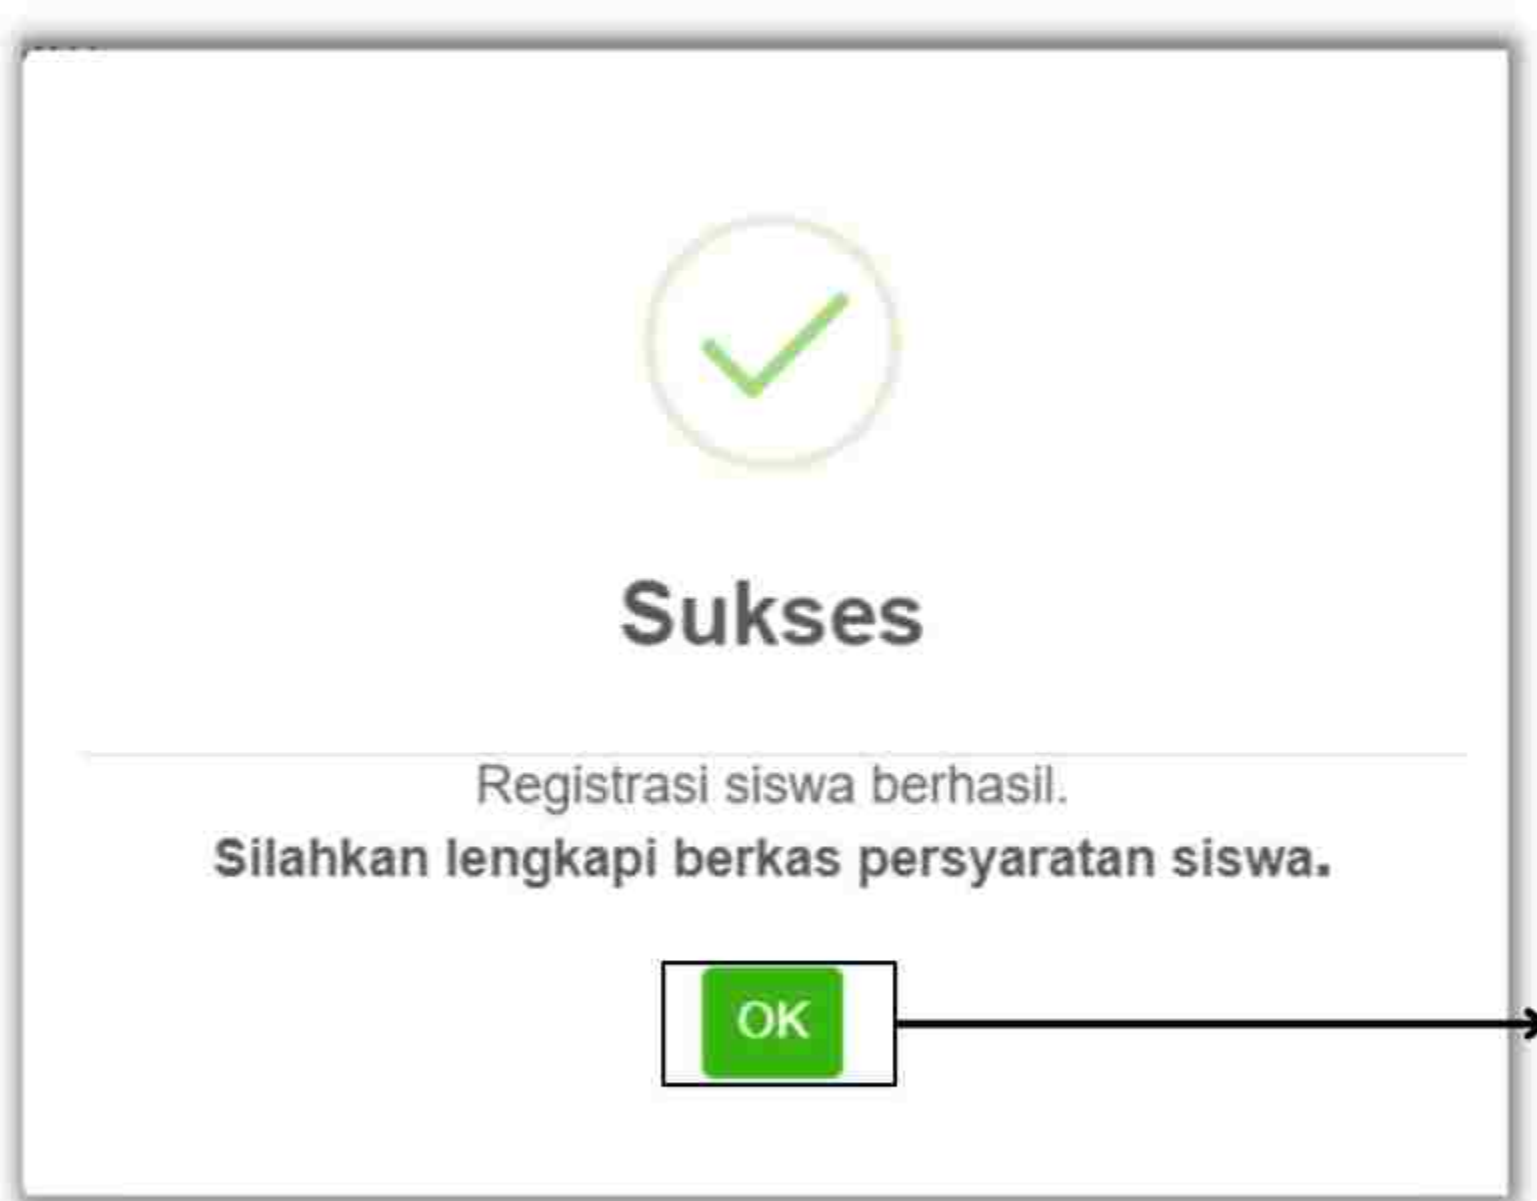 Sukses
Registrasi siswa berhasil.
Silahkan lengkapi berkas persyaratan siswa.
OK